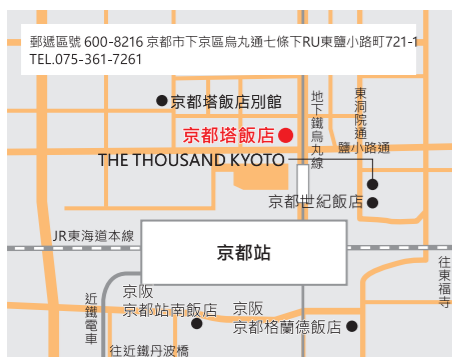 郵遞區號 600-8216 京都市下京區烏丸通七條下RU東鹽小路町721-1
TEL.075-361-7261
京都塔飯店別館
地下鐵烏丸線
東洞院通
京都塔飯店
鹽小路通
THE THOUSAND KYOTO
京都世紀飯店
JR東海道本線
京都站
往東福寺
近鐵電車
京阪
京都站南飯店
京阪
京都格蘭德飯店
往近鐵丹波橋